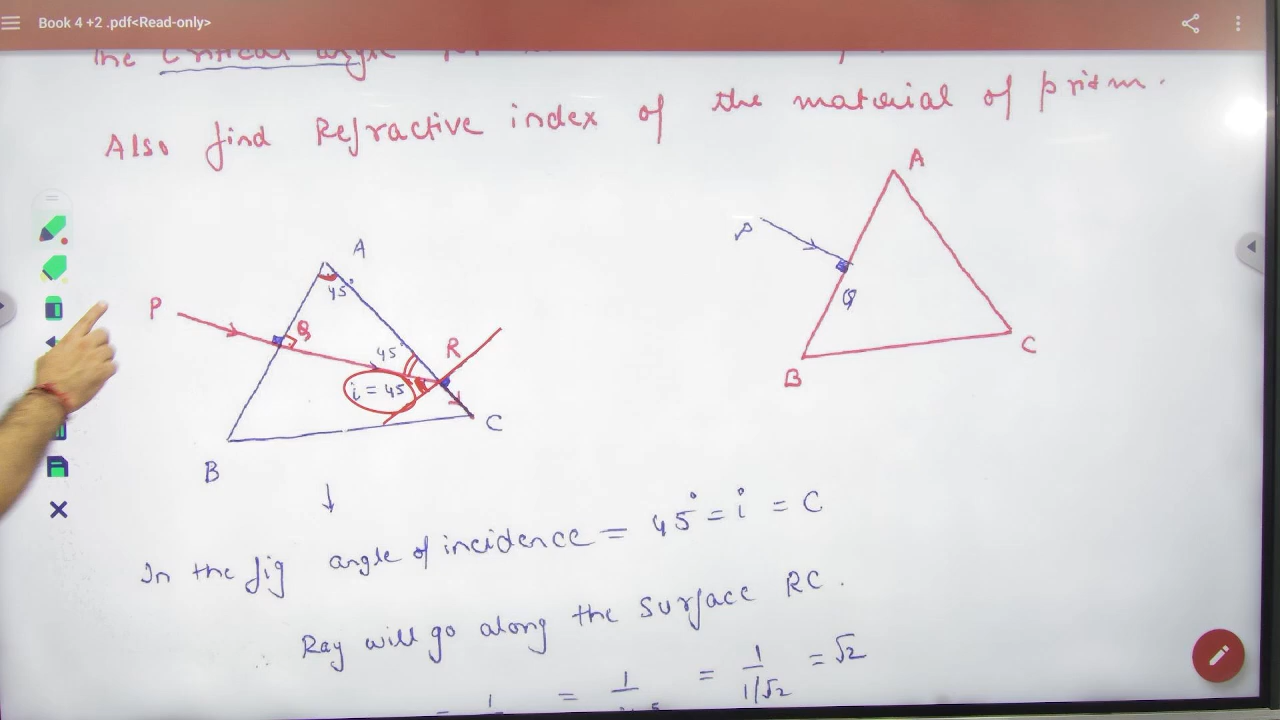 Book 4 +2 .pdf<Read-only>
The Critical angle
Also find Refractive index of the material of prism.
A
45°
P
Q
45
R
i = 45
C
B
A
P
Q
C
B
In the fig angle of incidence = 45° = i = C
∴ Ray will go along the surface RC.
= 1 = 1 = 1/1/√2 = √2